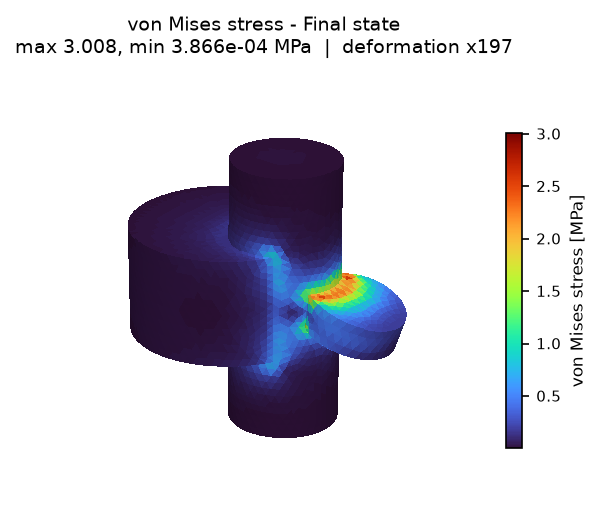 von Mises stress - Final state
max 3.008, min 3.866e-04 MPa | deformation x197
3.0
2.5
2.0
1.5
1.0
0.5
von Mises stress [MPa]